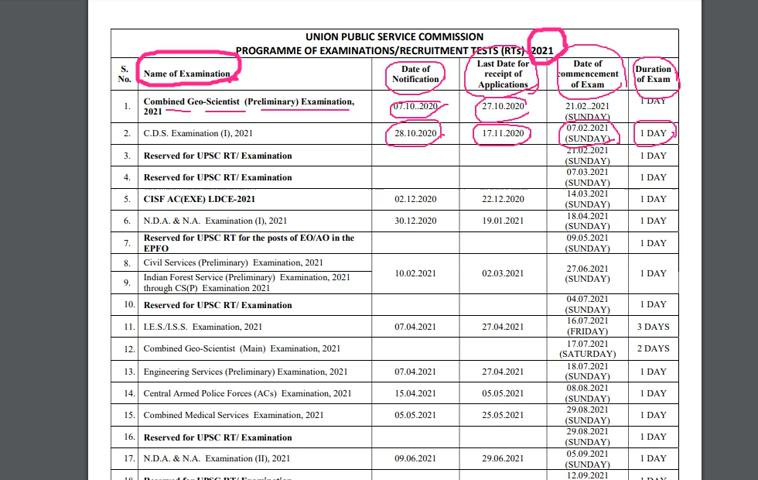 UNION PUBLIC SERVICE COMMISSION
PROGRAMME OF EXAMINATIONS/RECRUITMENT TESTS (RTs) -2021
S. No. Name of Examination Date of Notification Last Date for receipt of Applications Date of commencement of Exam Duration of Exam
1. Combined Geo-Scientist (Preliminary) Examination, 2021 07.10..2020 27.10.2020 21.02..2021 (SUNDAY) 1 DAY
2. C.D.S. Examination (I), 2021 28.10.2020 17.11.2020 07.02.2021 (SUNDAY) 1 DAY
3. Reserved for UPSC RT/ Examination 21.02.2021 (SUNDAY) 1 DAY
4. Reserved for UPSC RT/ Examination 07.03.2021 (SUNDAY) 1 DAY
5. CISF AC(EXE) LDCE-2021 02.12.2020 22.12.2020 14.03.2021 (SUNDAY) 1 DAY
6. N.D.A. & N.A. Examination (I), 2021 30.12.2020 19.01.2021 18.04.2021 (SUNDAY) 1 DAY
7. Reserved for UPSC RT for the posts of EO/AO in the EPFO 09.05.2021 (SUNDAY) 1 DAY
8. Civil Services (Preliminary) Examination, 2021
9. Indian Forest Service (Preliminary) Examination, 2021 through CS(P) Examination 2021 10.02.2021 02.03.2021 27.06.2021 (SUNDAY) 1 DAY
10. Reserved for UPSC RT/ Examination 04.07.2021 (SUNDAY) 1 DAY
11. I.E.S./I.S.S. Examination, 2021 07.04.2021 27.04.2021 16.07.2021 (FRIDAY) 3 DAYS
12. Combined Geo-Scientist (Main) Examination, 2021 17.07.2021 (SATURDAY) 2 DAYS
13. Engineering Services (Preliminary) Examination, 2021 07.04.2021 27.04.2021 18.07.2021 (SUNDAY) 1 DAY
14. Central Armed Police Forces (ACs) Examination, 2021 15.04.2021 05.05.2021 08.08.2021 (SUNDAY) 1 DAY
15. Combined Medical Services Examination, 2021 05.05.2021 25.05.2021 29.08.2021 (SUNDAY) 1 DAY
16. Reserved for UPSC RT/ Examination 29.08.2021 (SUNDAY) 1 DAY
17. N.D.A. & N.A. Examination (II), 2021 09.06.2021 29.06.2021 05.09.2021 (SUNDAY) 1 DAY
18. Reserved for UPSC RT/ Examination 12.09.2021 1 DAY